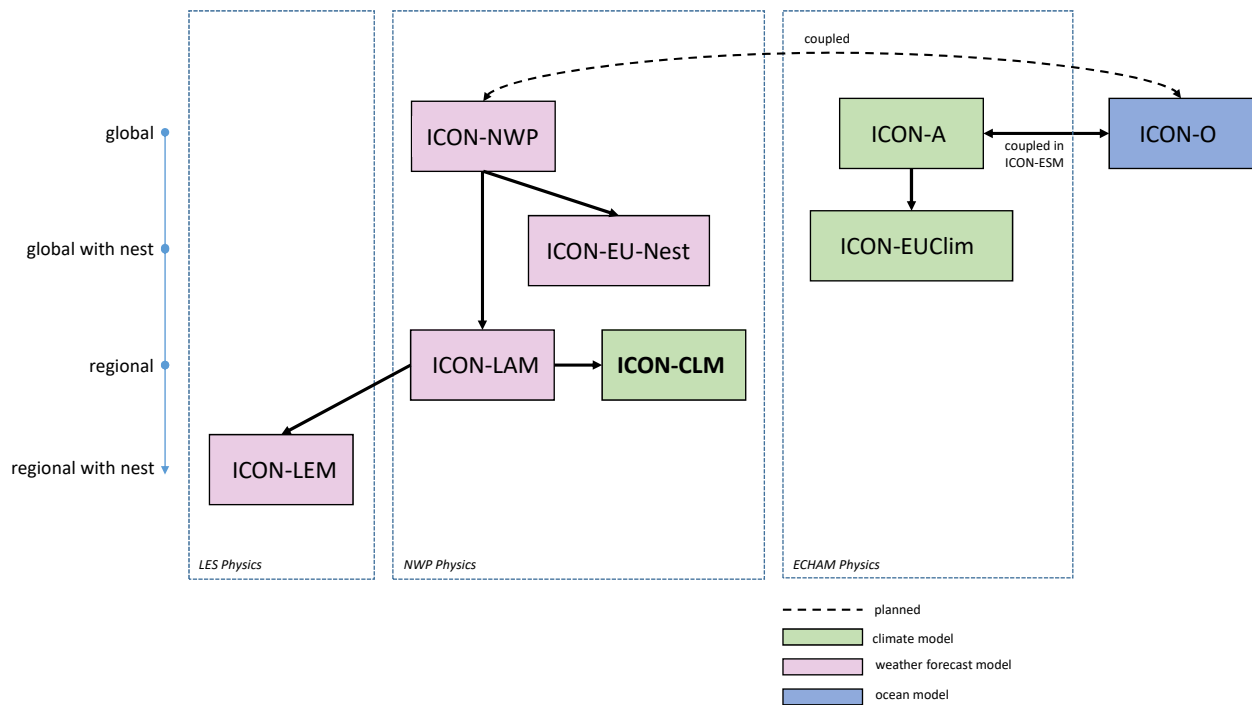 coupled
global
ICON-NWP
ICON-A
coupled in
ICON-ESM
ICON-O
global with nest
ICON-EU-Nest
ICON-EUClim
regional
ICON-LAM
ICON-CLM
regional with nest
ICON-LEM
LES Physics
NWP Physics
ECHAM Physics
planned
climate model
weather forecast model
ocean model